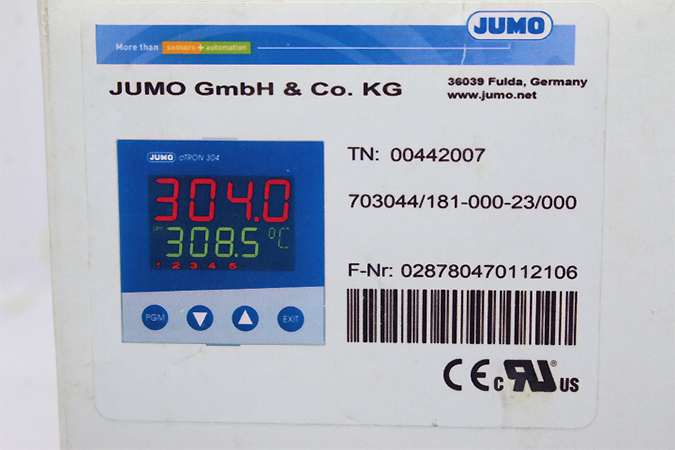 JUMO
More than sensors + automation
JUMO GmbH & Co. KG
36039 Fulda, Germany
www.jumo.net
JUMO dTRON 304
304.0
308.5 °C
1 2 3 4 5
PGM
EXIT
TN: 00442007
703044/181-000-23/000
F-Nr: 028780470112106
CE c RU ® US